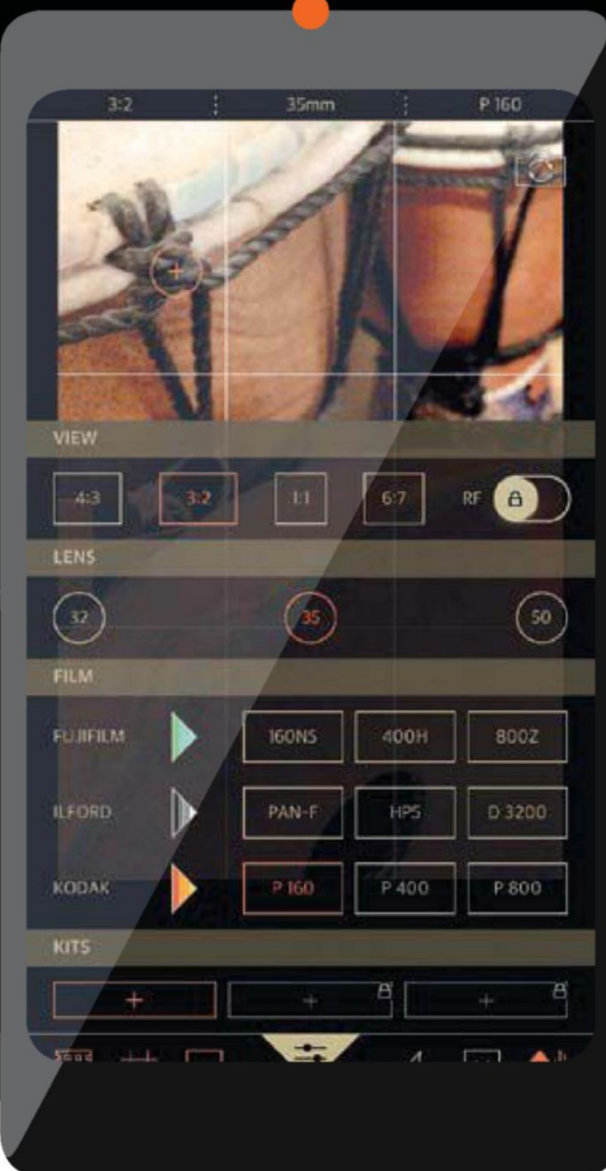 3:2 35mm P 160
VIEW
4:3 3:2 1:1 6:7 RF
LENS
32 35 50
FILM
FUJIFILM 160NS 400H 800Z
ILFORD PAN-F HP5 D 3200
KODAK P 160 P 400 P 800
KITS
+ + +